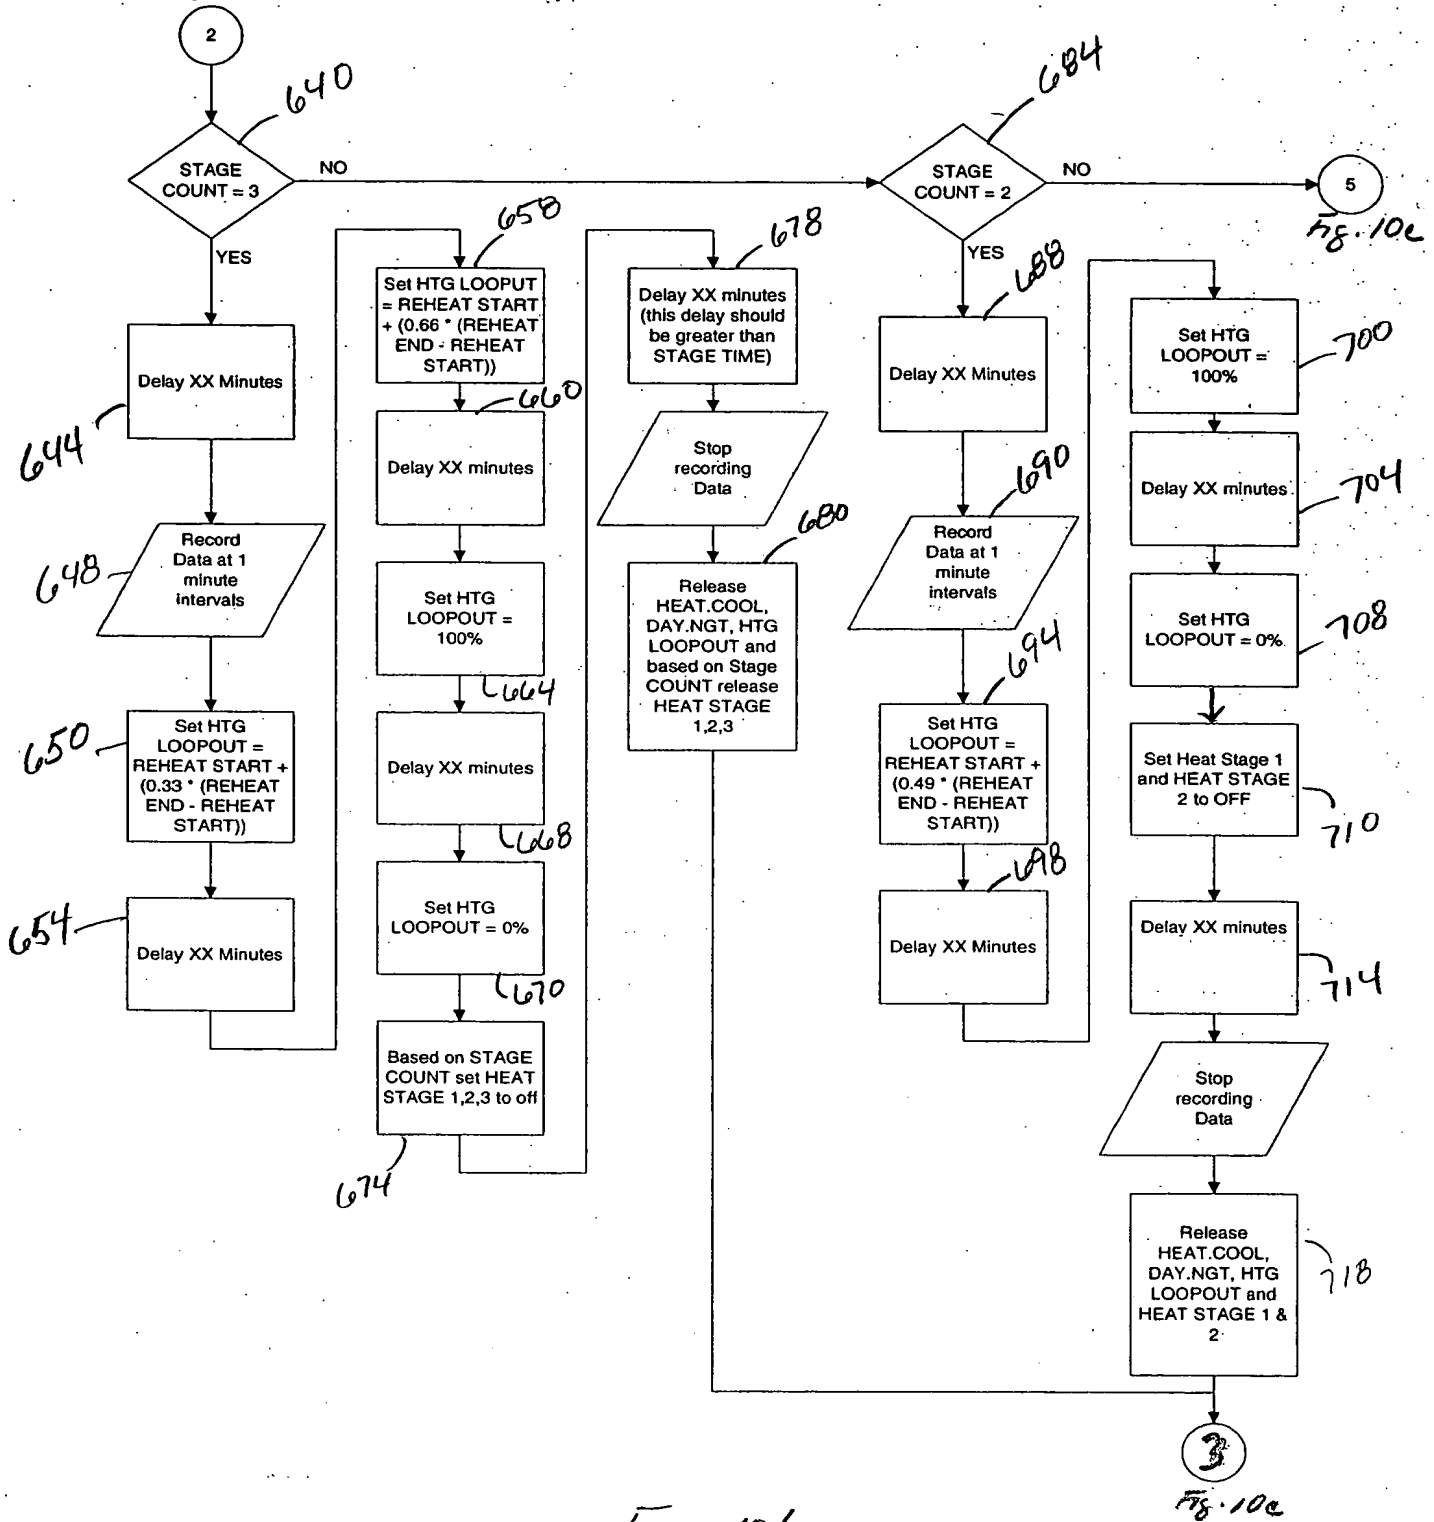 2
640
STAGE
COUNT = 3
NO
YES
644
Delay XX Minutes
648
Record
Data at 1
minute
intervals
650
Set HTG
LOOPOUT =
REHEAT START +
(0.33 * (REHEAT
END - REHEAT
START))
654
Delay XX Minutes
658
Set HTG LOOPUT
= REHEAT START
+ (0.66 * (REHEAT
END - REHEAT
START))
660
Delay XX minutes
Set HTG
LOOPOUT =
100%
664
Delay XX minutes
668
Set HTG
LOOPOUT = 0%
670
Based on STAGE
COUNT set HEAT
STAGE 1,2,3 to off
674
678
Delay XX minutes
(this delay should
be greater than
STAGE TIME)
Stop
recording
Data
680
Release
HEAT.COOL,
DAY.NGT, HTG
LOOPOUT and
based on Stage
COUNT release
HEAT STAGE
1,2,3
684
STAGE
COUNT = 2
NO
5
Fig. 10c
YES
688
Delay XX Minutes
690
Record
Data at 1
minute
intervals
694
Set HTG
LOOPOUT =
REHEAT START +
(0.49 * (REHEAT
END - REHEAT
START))
698
Delay XX Minutes
Set HTG
LOOPOUT =
100%
700
Delay XX minutes
704
Set HTG
LOOPOUT = 0%
708
Set Heat Stage 1
and HEAT STAGE
2 to OFF
710
Delay XX minutes
714
Stop
recording
Data
Release
HEAT.COOL,
DAY.NGT, HTG
LOOPOUT and
HEAT STAGE 1 &
2
718
3
Fig. 10c